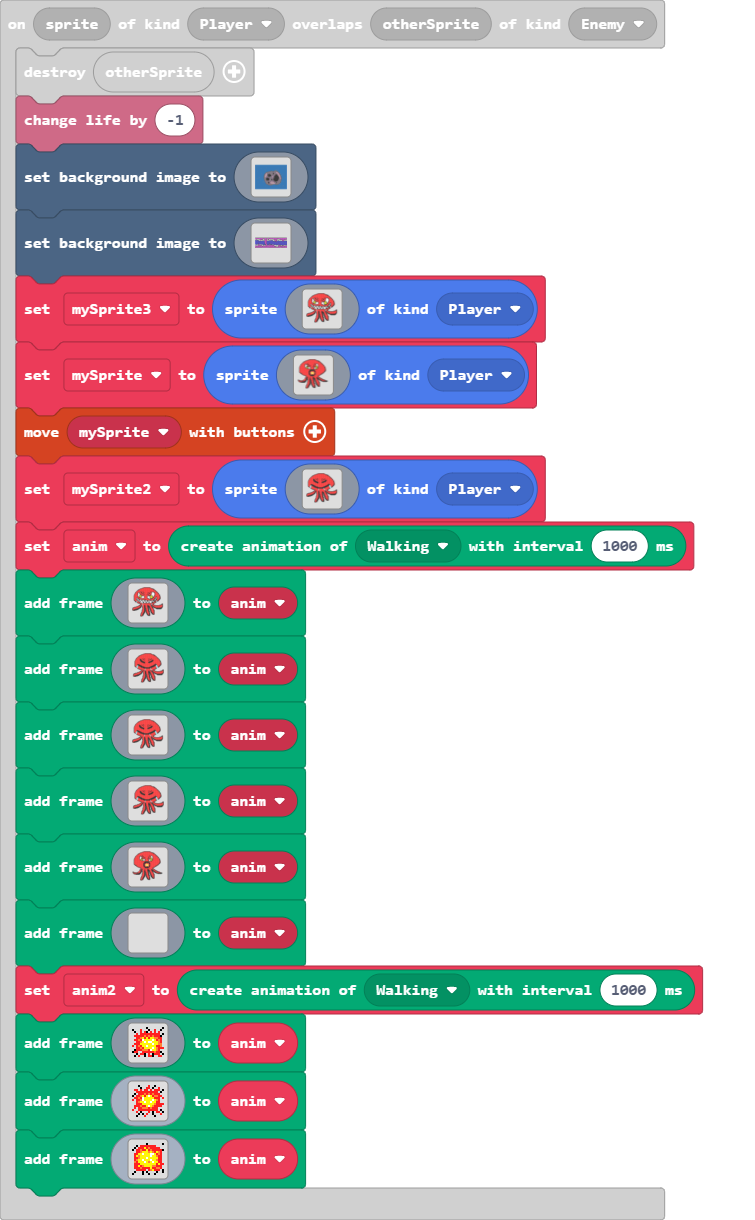 on sprite of kind Player overlaps otherSprite of kind Enemy
destroy otherSprite
change life by -1
set background image to
set background image to
set mySprite3 to sprite of kind Player
set mySprite to sprite of kind Player
move mySprite with buttons
set mySprite2 to sprite of kind Player
set anim to create animation of Walking with interval 1000 ms
add frame to anim
add frame to anim
add frame to anim
add frame to anim
add frame to anim
add frame to anim
set anim2 to create animation of Walking with interval 1000 ms
add frame to anim
add frame to anim
add frame to anim